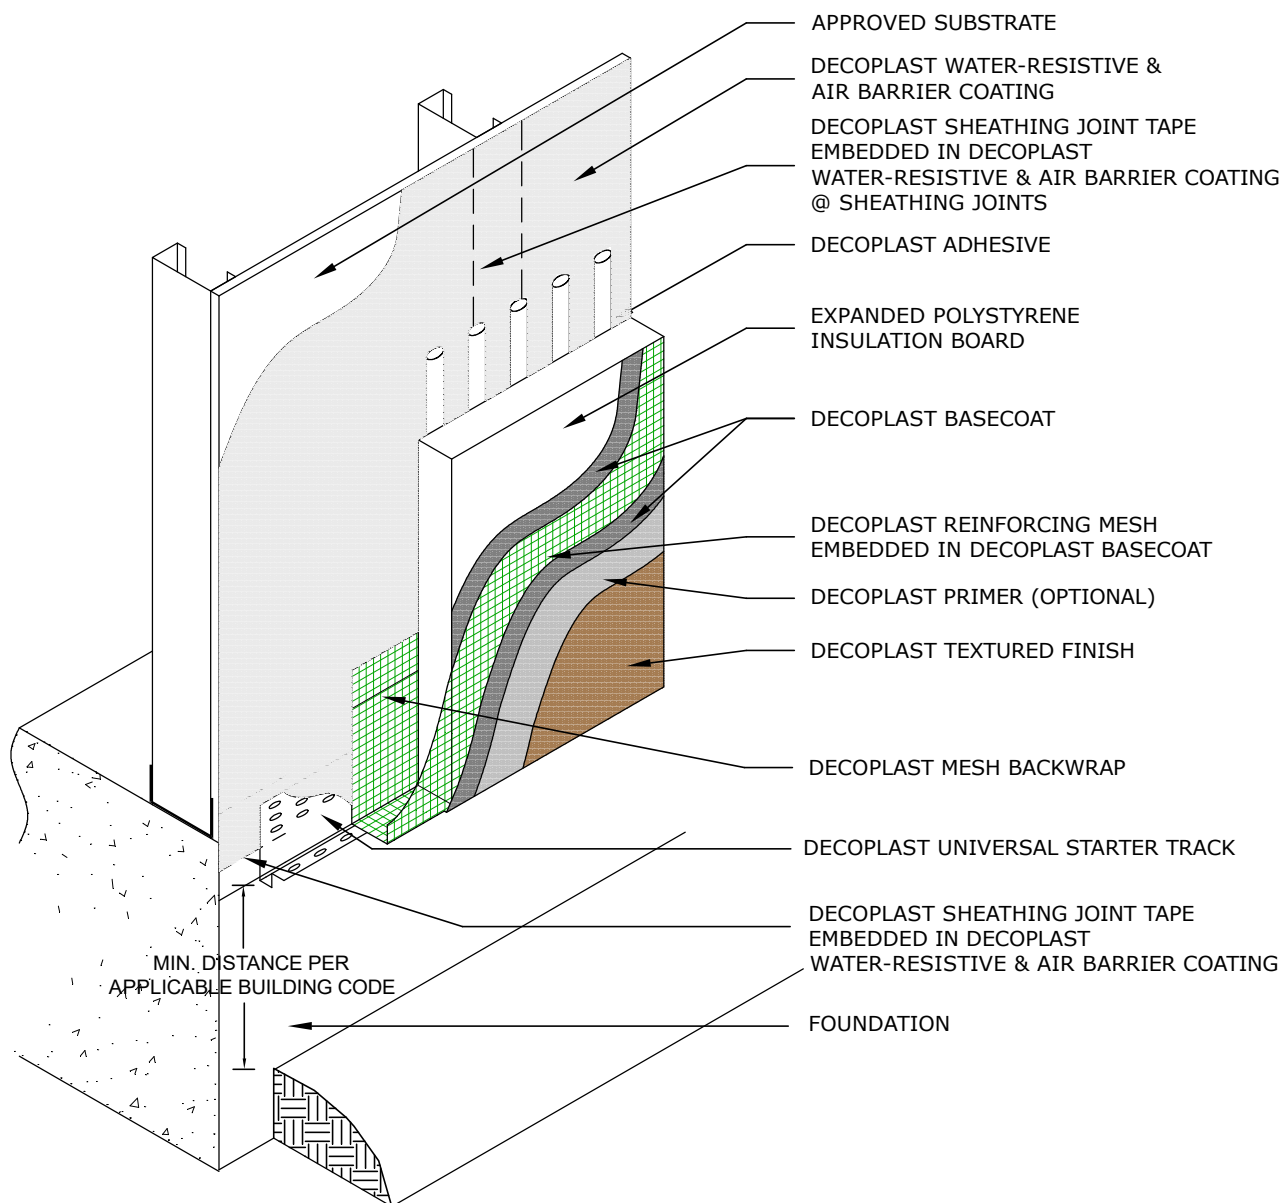 APPROVED SUBSTRATE
DECOPLAST WATER-RESISTIVE &
AIR BARRIER COATING
DECOPLAST SHEATHING JOINT TAPE
EMBEDDED IN DECOPLAST
WATER-RESISTIVE & AIR BARRIER COATING
@ SHEATHING JOINTS
DECOPLAST ADHESIVE
EXPANDED POLYSTYRENE
INSULATION BOARD
DECOPLAST BASECOAT
DECOPLAST REINFORCING MESH
EMBEDDED IN DECOPLAST BASECOAT
DECOPLAST PRIMER (OPTIONAL)
DECOPLAST TEXTURED FINISH
DECOPLAST MESH BACKWRAP
DECOPLAST UNIVERSAL STARTER TRACK
DECOPLAST SHEATHING JOINT TAPE
EMBEDDED IN DECOPLAST
WATER-RESISTIVE & AIR BARRIER COATING
MIN. DISTANCE PER
APPLICABLE BUILDING CODE
FOUNDATION